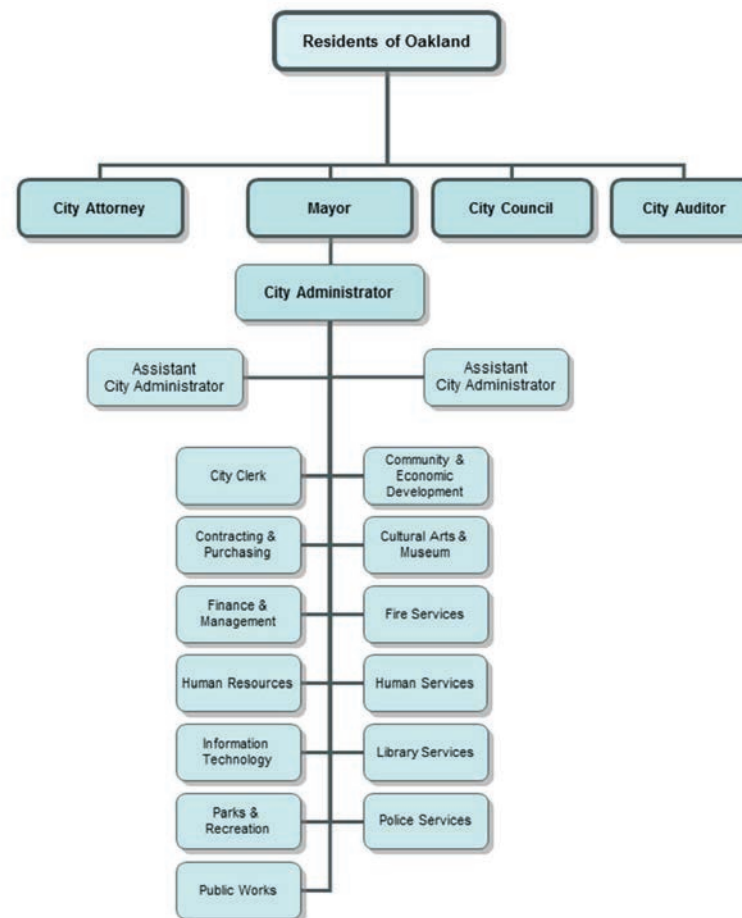 Residents of Oakland
City Attorney
Mayor
City Council
City Auditor
City Administrator
Assistant
City Administrator
Assistant
City Administrator
City Clerk
Community &
Economic
Development
Contracting &
Purchasing
Cultural Arts &
Museum
Finance &
Management
Fire Services
Human Resources
Human Services
Information
Technology
Library Services
Parks &
Recreation
Police Services
Public Works